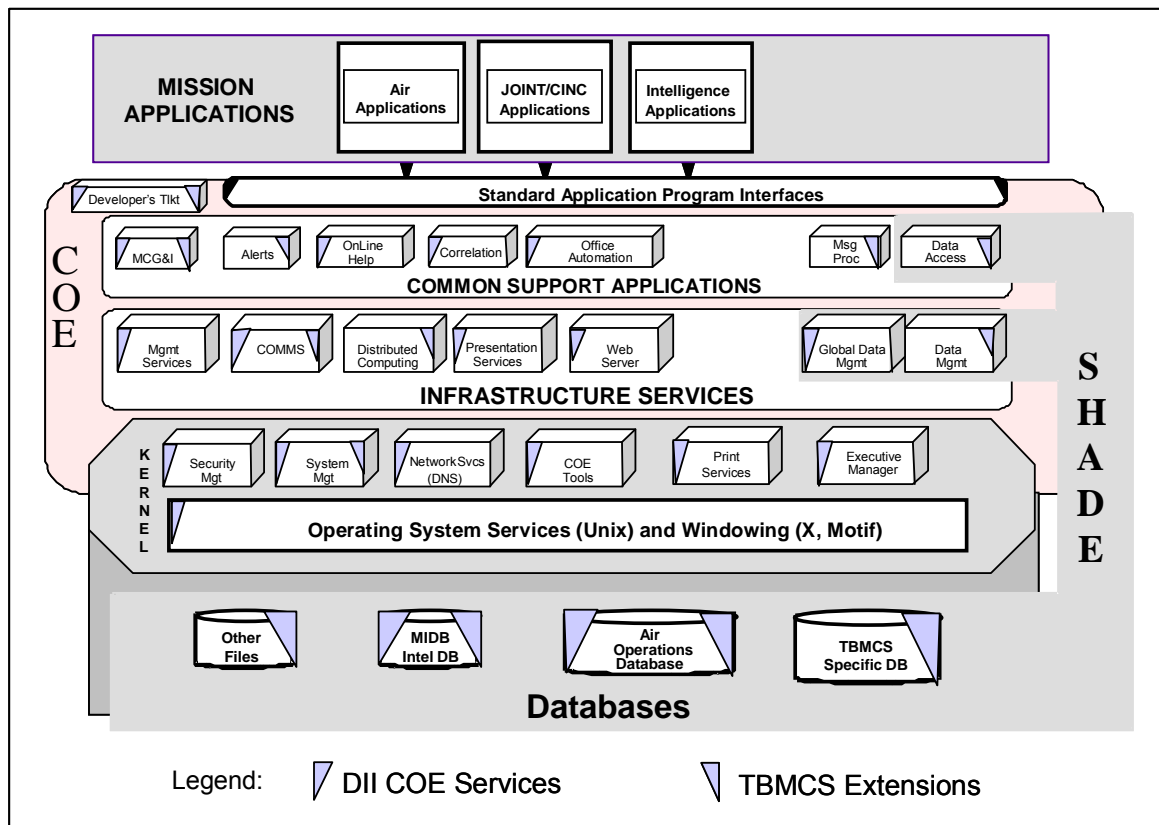 MISSION
APPLICATIONS
Air
Applications
JOINT/CINC
Applications
Intelligence
Applications
Developer's Tlkt
Standard Application Program Interfaces
COE
MCG&I
Alerts
OnLine
Help
Correlation
Office
Automation
Msg
Proc
Data
Access
COMMON SUPPORT APPLICATIONS
Mgmt
Services
COMMS
Distributed
Computing
Presentation
Services
Web
Server
Global Data
Mgmt
Data
Mgmt
INFRASTRUCTURE SERVICES
SHADE
KERNEL
Security
Mgt
System
Mgt
NetworkSvcs
(DNS)
COE
Tools
Print
Services
Executive
Manager
Operating System Services (Unix) and Windowing (X, Motif)
Other
Files
MIDB
Intel DB
Air
Operations
Database
TBMCS
Specific DB
Databases
Legend:
DII COE Services
TBMCS Extensions